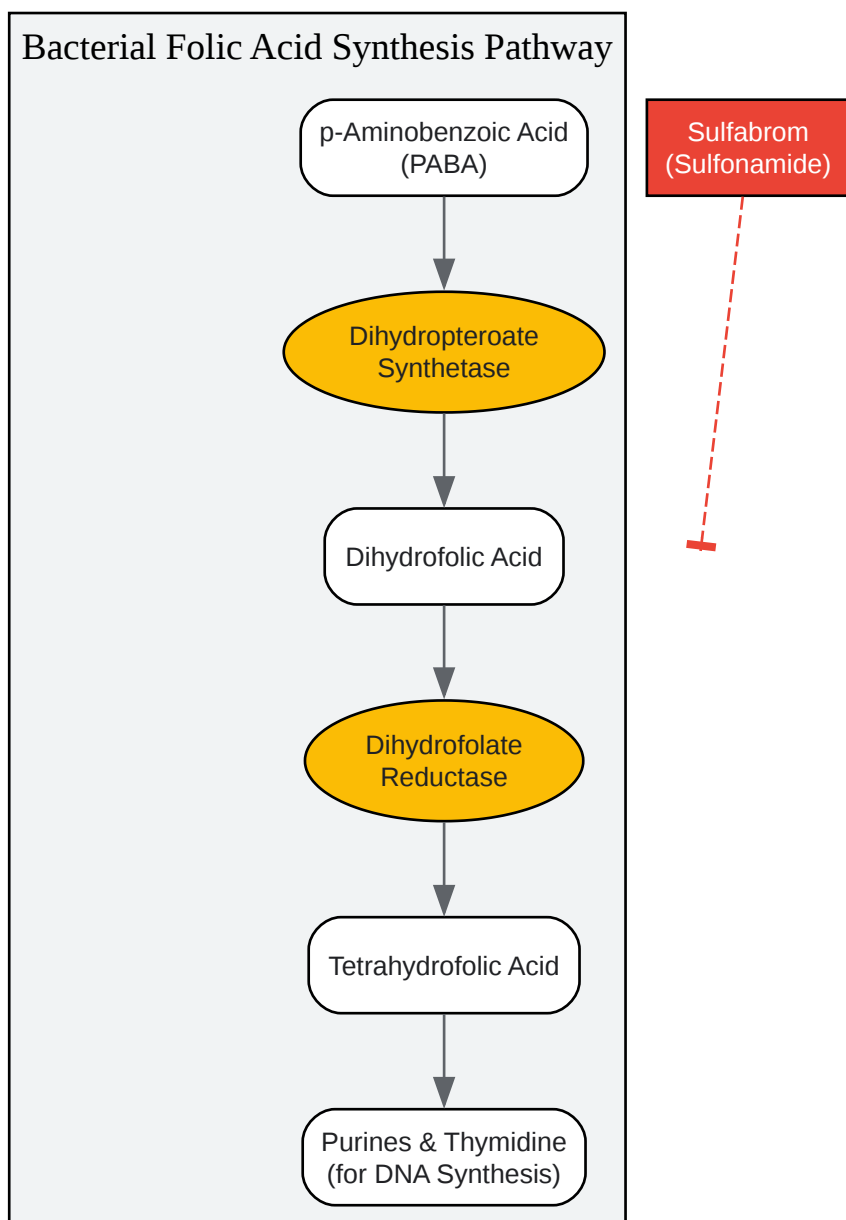 Bacterial Folic Acid Synthesis Pathway
p-Aminobenzoic Acid
(PABA)
Sulfabrom
(Sulfonamide)
Dihydropteroate
Synthetase
Dihydrofolic Acid
Dihydrofolate
Reductase
Tetrahydrofolic Acid
Purines & Thymidine
(for DNA Synthesis)